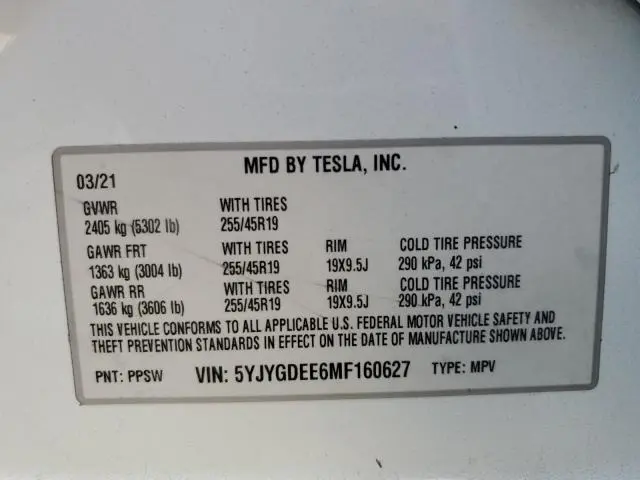 MFD BY TESLA, INC.
03/21
GVWR WITH TIRES
2405 kg (5302 lb) 255/45R19
GAWR FRT WITH TIRES RIM COLD TIRE PRESSURE
1363 kg (3004 lb) 255/45R19 19X9.5J 290 kPa, 42 psi
GAWR RR WITH TIRES RIM COLD TIRE PRESSURE
1636 kg (3606 lb) 255/45R19 19X9.5J 290 kPa, 42 psi
THIS VEHICLE CONFORMS TO ALL APPLICABLE U.S. FEDERAL MOTOR VEHICLE SAFETY AND
THEFT PREVENTION STANDARDS IN EFFECT ON THE DATE OF MANUFACTURE SHOWN ABOVE.
PNT: PPSW VIN: 5YJYGDEE6MF160627 TYPE: MPV